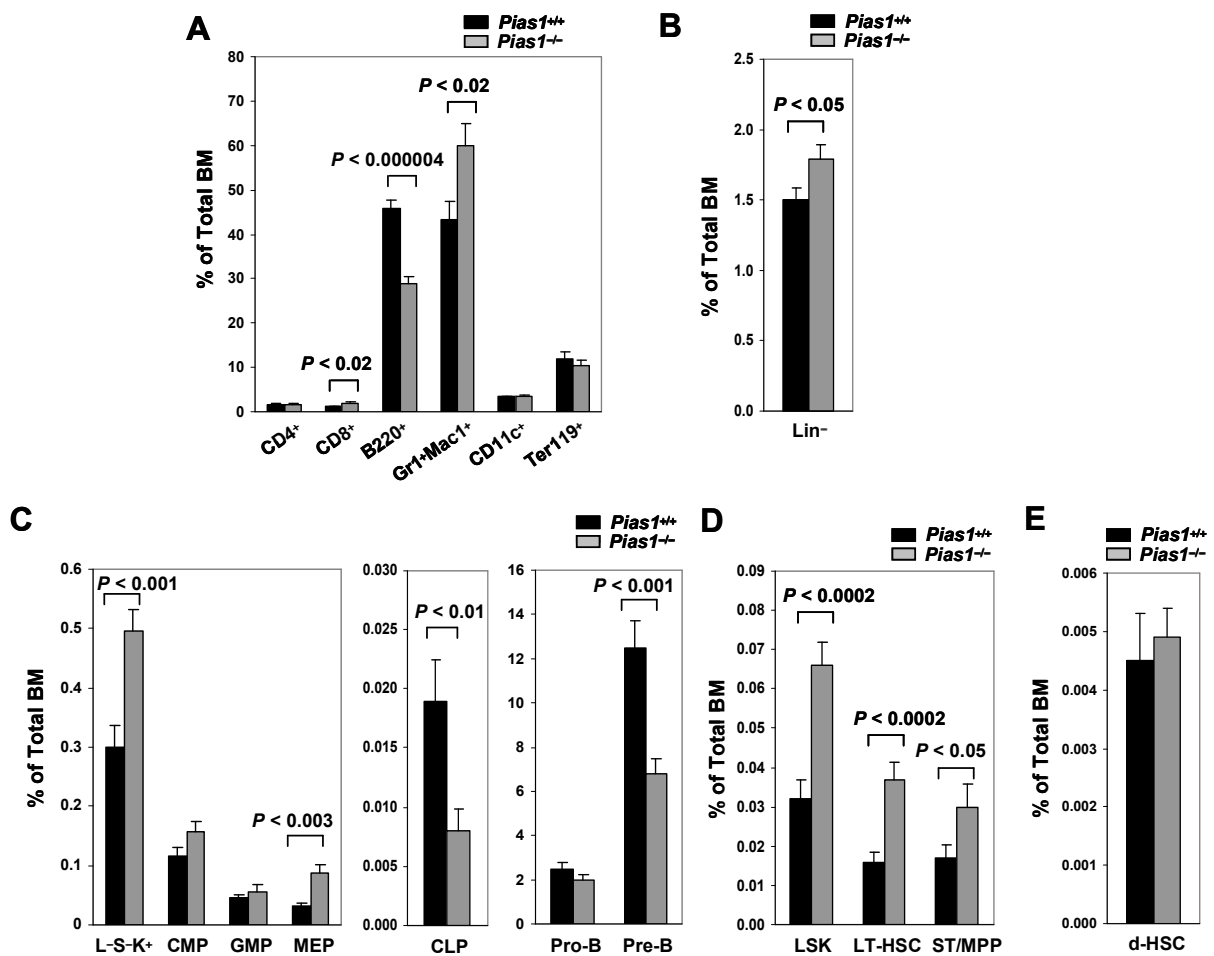 A
Pias1+/+
Pias1–/–
80
70
60
50
40
30
20
10
0
% of Total BM
P < 0.02
P < 0.000004
P < 0.02
CD4+
CD8+
B220+
Gr1+Mac1+
CD11c+
Ter119+
B
Pias1+/+
Pias1–/–
2.5
2.0
1.5
1.0
0.5
0.0
% of Total BM
P < 0.05
Lin–
C
Pias1+/+
Pias1–/–
0.6
0.5
0.4
0.3
0.2
0.1
0
% of Total BM
P < 0.001
P < 0.003
L–S–K+ CMP GMP MEP
0.030
0.025
0.020
0.015
0.010
0.005
0.000
P < 0.01
CLP
16
14
12
10
8
6
4
2
0
P < 0.001
Pro-B Pre-B
D
Pias1+/+
Pias1–/–
0.09
0.08
0.07
0.06
0.05
0.04
0.03
0.02
0.01
0.00
% of Total BM
P < 0.0002
P < 0.0002
P < 0.05
LSK LT-HSC ST/MPP
E
Pias1+/+
Pias1–/–
0.006
0.005
0.004
0.003
0.002
0.001
0.000
% of Total BM
d-HSC